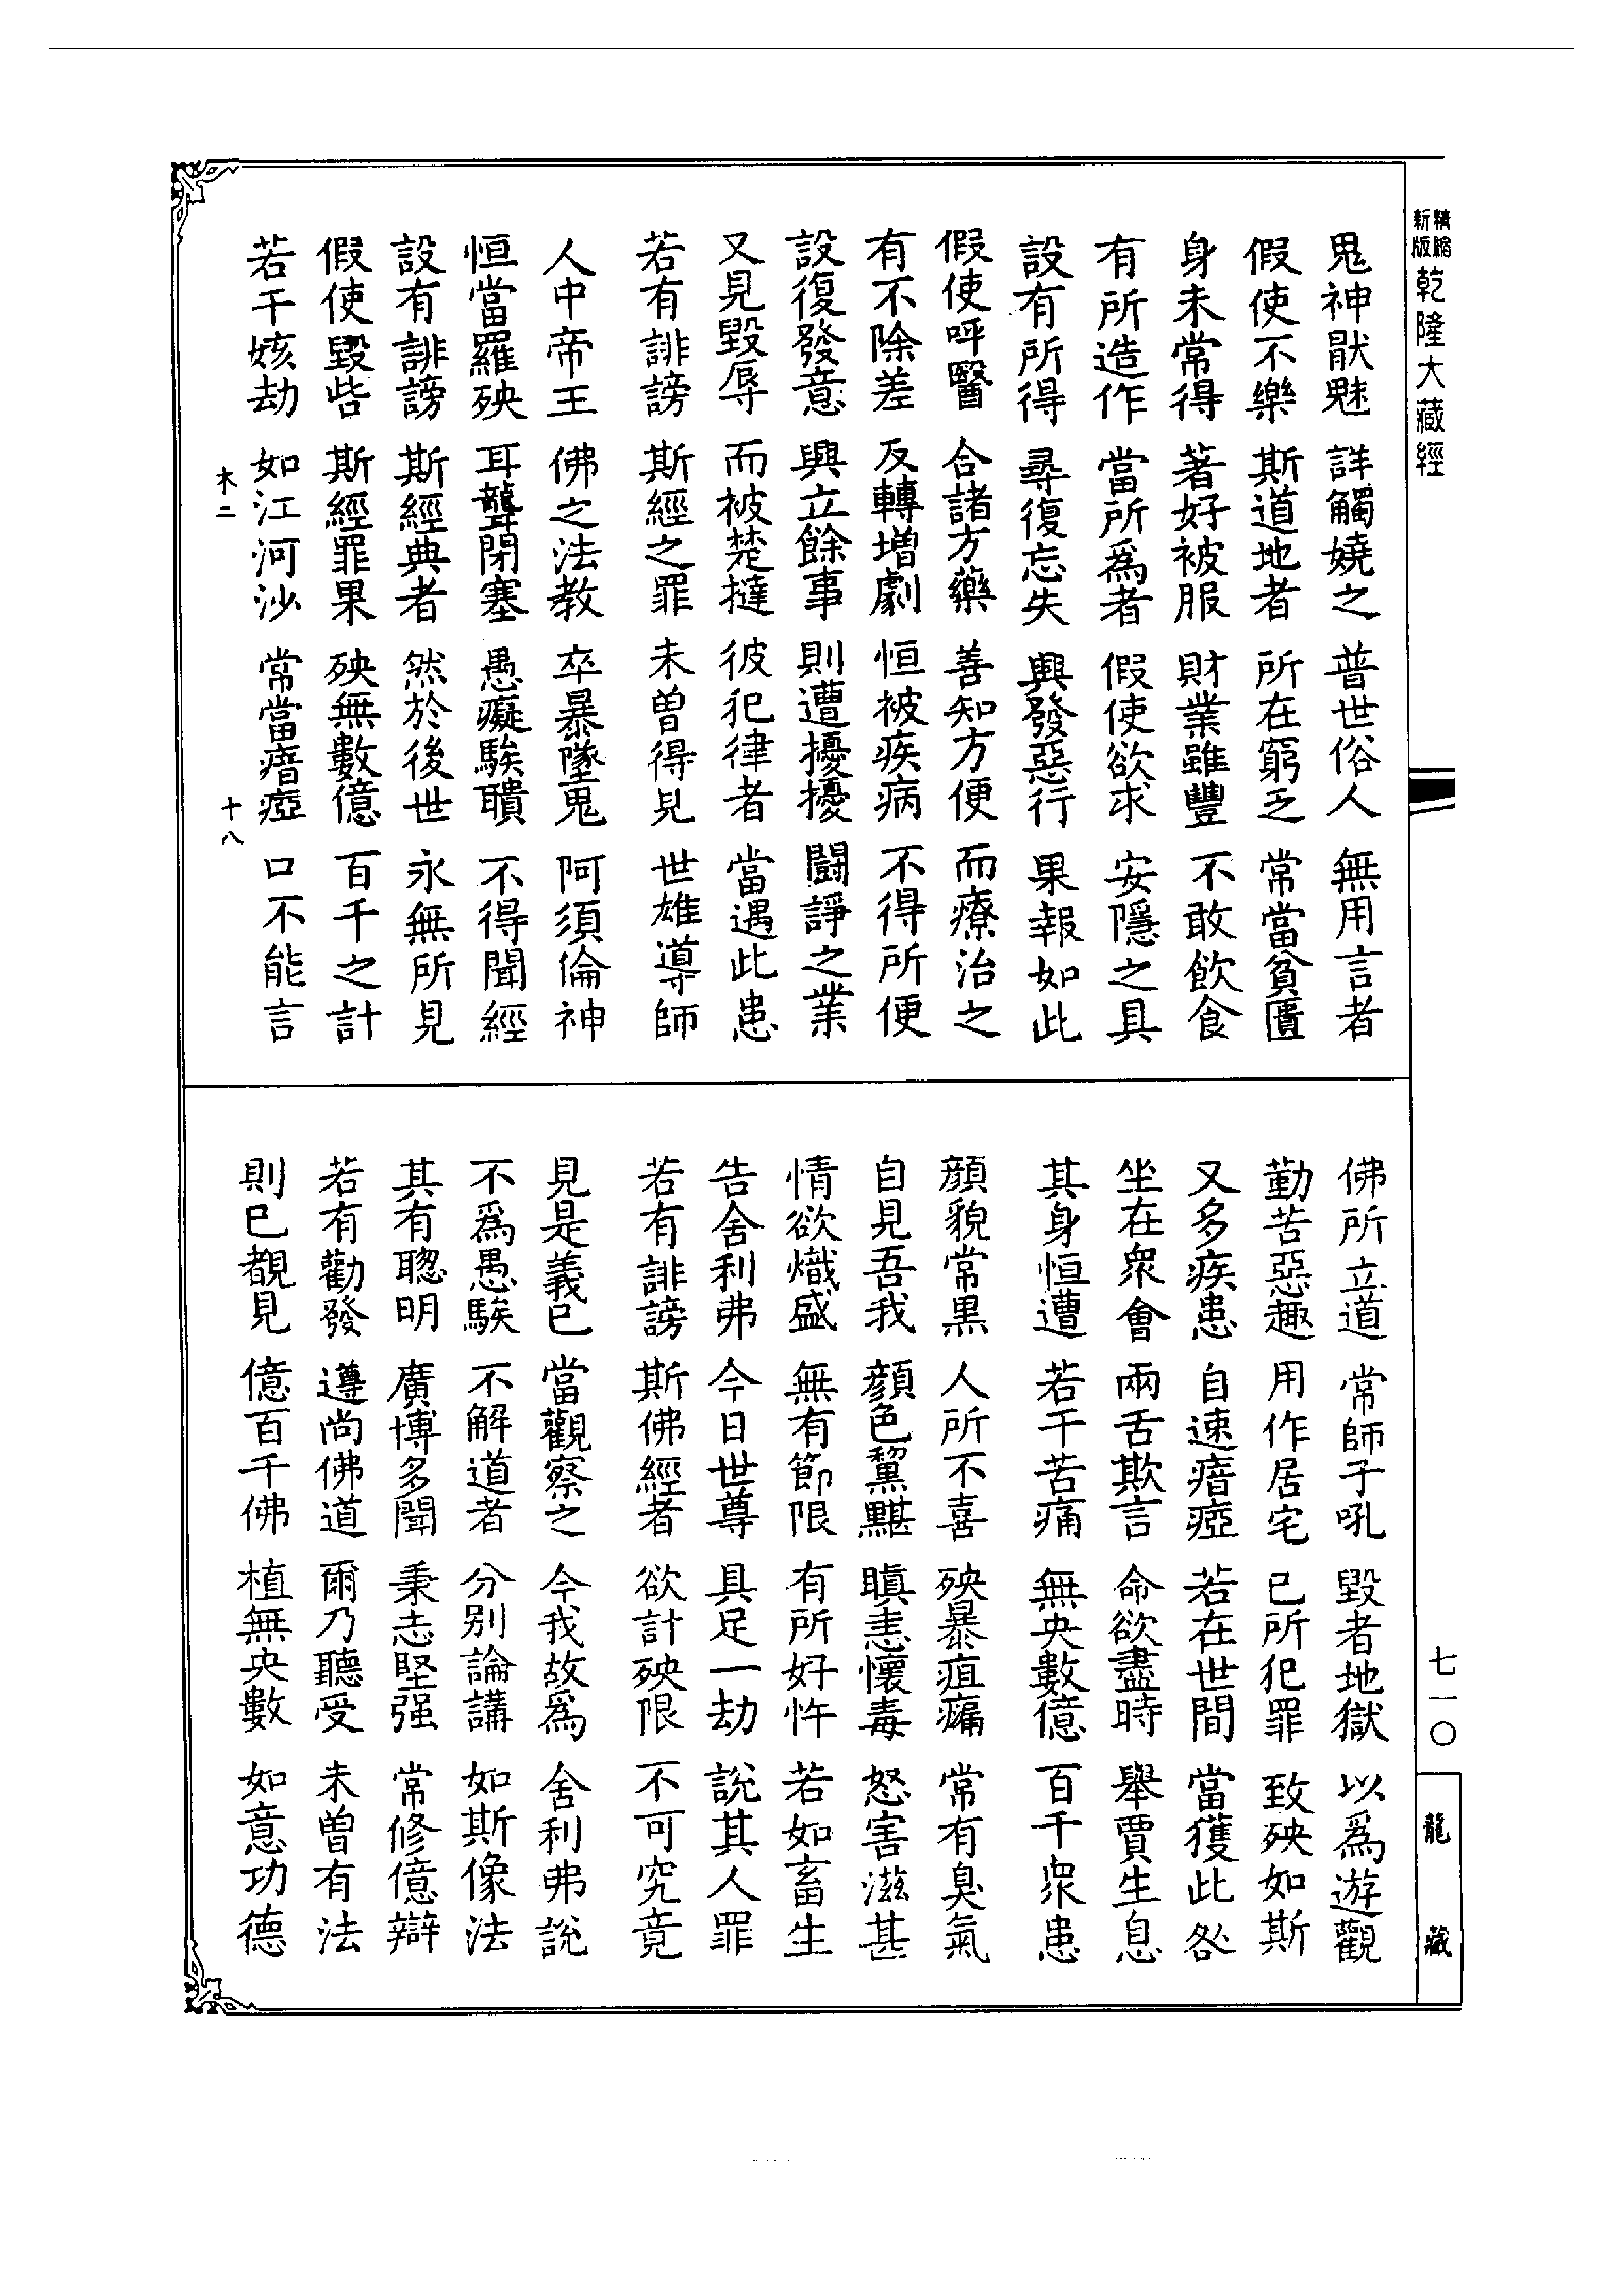 精縮新版乾隆大藏經
鬼神猒魅 詳觸嬈之 普世俗人 無用言者
假使不樂 斯道地者 所在窮乏 常當貧匱
身未常得 著好被服 財業雖豐 不敢飲食
有所造作 當所爲者 假使欲求 安隱之具
設有所得 尋復忘失 興發惡行 果報如此
假使呼醫 合諸方藥 善知方便 而療治之
有不除差 反轉增劇 恒被疾病 不得所便
設復發意 興立餘事 則遭擾擾 鬪諍之業
又見毀辱 而被楚撻 彼犯律者 當遇此患
若有誹謗 斯經之罪 未曾得見 世雄導師
人中帝王 佛之法教 卒暴墜鬼 阿須倫神
恒當羅殃 耳聾閉塞 愚癡騃聵 不得聞經
設有誹謗 斯經典者 然於後世 永無所見
假使毀呰 斯經罪果 殃無數億 百千之計
若干姟劫 如江河沙 常當瘖瘂 口不能言
木二 十八
佛所立道 常師子吼 毀者地獄 以爲遊觀
勤苦惡趣 用作居宅 已所犯罪 致殃如斯
又多疾患 自速瘖瘂 若在世間 當獲此咎
坐在衆會 兩舌欺言 命欲盡時 舉賈生息
其身恒遭 若干苦痛 無央數億 百千衆患
顏貌常黑 人所不喜 殃暴疽㿈 常有臭氣
自見吾我 顏色黧黮 瞋恚懷毒 怒害滋甚
情欲熾盛 無有節限 有所好忤 若如畜生
告舍利弗 今日世尊 具足一劫 說其人罪
若有誹謗 斯佛經者 欲計殃限 不可究竟
見是義已 當觀察之 今我故爲 舍利弗說
不爲愚騃 不解道者 分別論講 如斯像法
其有聰明 廣博多聞 秉志堅强 常修億辯
若有勸發 遵尚佛道 爾乃聽受 未曾有法
則已覩見 億百千佛 植無央數 如意功德
七一〇
龍藏